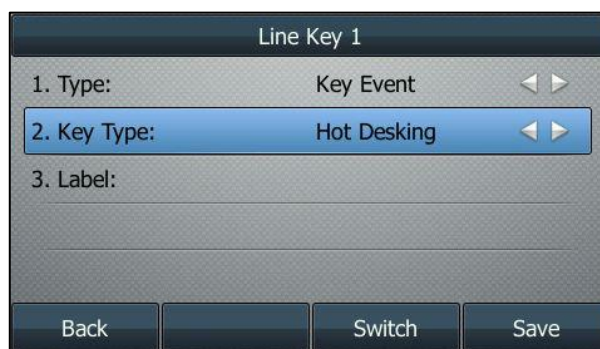 Line Key 1
1. Type: Key Event
2. Key Type: Hot Desking
3. Label:
Back Switch Save